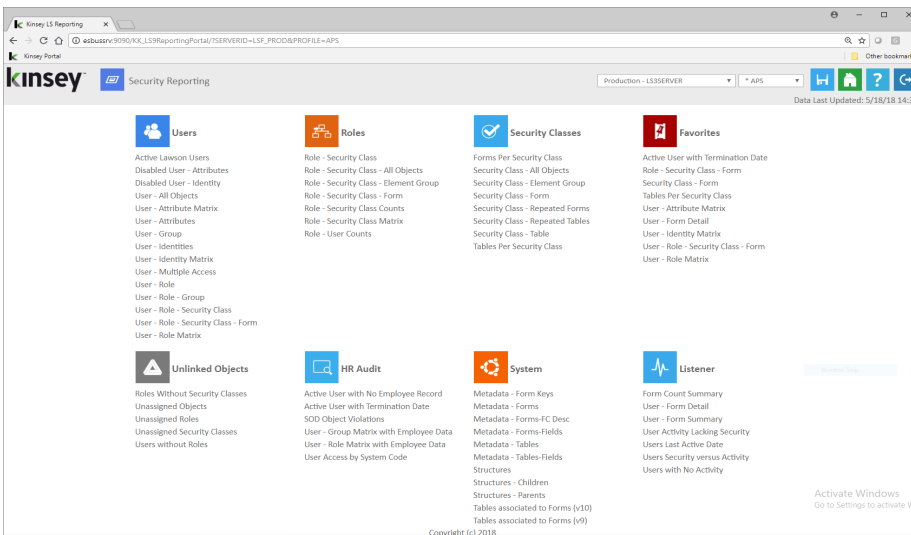 Kinsey LS Reporting
esbussrv:9090/KK_LS9ReportingPortal/?SERVERID=LSF_PROD&PROFILE=APS
Kinsey Portal
Other bookmark
kinsey
Security Reporting
Production - LS3SERVER
* APS
Data Last Updated: 5/18/18 14:
Users
Active Lawson Users
Disabled User - Attributes
Disabled User - Identity
User - All Objects
User - Attribute Matrix
User - Attributes
User - Group
User - Identities
User - Identity Matrix
User - Multiple Access
User - Role
User - Role - Group
User - Role - Security Class
User - Role - Security Class - Form
User - Role Matrix
Roles
Role - Security Class
Role - Security Class - All Objects
Role - Security Class - Element Group
Role - Security Class - Form
Role - Security Class Counts
Role - Security Class Matrix
Role - User Counts
Security Classes
Forms Per Security Class
Security Class - All Objects
Security Class - Element Group
Security Class - Form
Security Class - Repeated Forms
Security Class - Repeated Tables
Security Class - Table
Tables Per Security Class
Favorites
Active User with Termination Date
Role - Security Class - Form
Security Class - Form
Tables Per Security Class
User - Attribute Matrix
User - Form Detail
User - Identity Matrix
User - Role - Security Class - Form
User - Role Matrix
Unlinked Objects
Roles Without Security Classes
Unassigned Objects
Unassigned Roles
Unassigned Security Classes
Users without Roles
HR Audit
Active User with No Employee Record
Active User with Termination Date
SOD Object Violations
User - Group Matrix with Employee Data
User - Role Matrix with Employee Data
User Access by System Code
System
Metadata - Form Keys
Metadata - Forms
Metadata - Forms-FC Desc
Metadata - Forms-Fields
Metadata - Tables
Metadata - Tables-Fields
Structures
Structures - Children
Structures - Parents
Tables associated to Forms (v10)
Tables associated to Forms (v9)
Listener
Form Count Summary
User - Form Detail
User - Form Summary
User Activity Lacking Security
Users Last Active Date
Users Security versus Activity
Users with No Activity
Activate Windows
Go to Settings to activate
Copyright (c) 2018